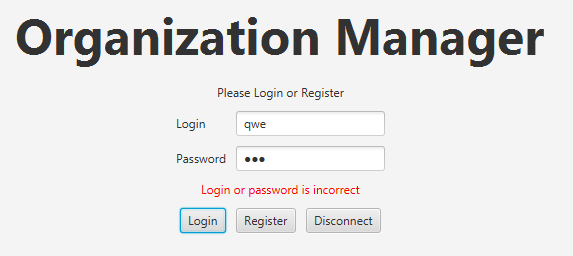 Organization Manager
Please Login or Register
Login qwe
Password ●●●
Login or password is incorrect
Login Register Disconnect